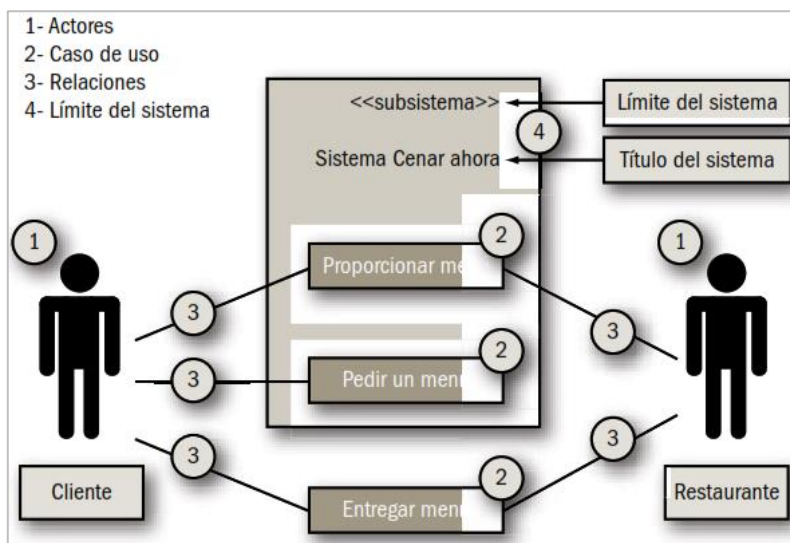 1- Actores
2- Caso de uso
3- Relaciones
4- Límite del sistema
<<subsistema>>
Límite del sistema
4
Sistema Cenar ahora
Título del sistema
1
2
1
Proporcionar me
3
3
2
3
Pedir un men
3
3
2
Cliente
Entregar men
Restaurante